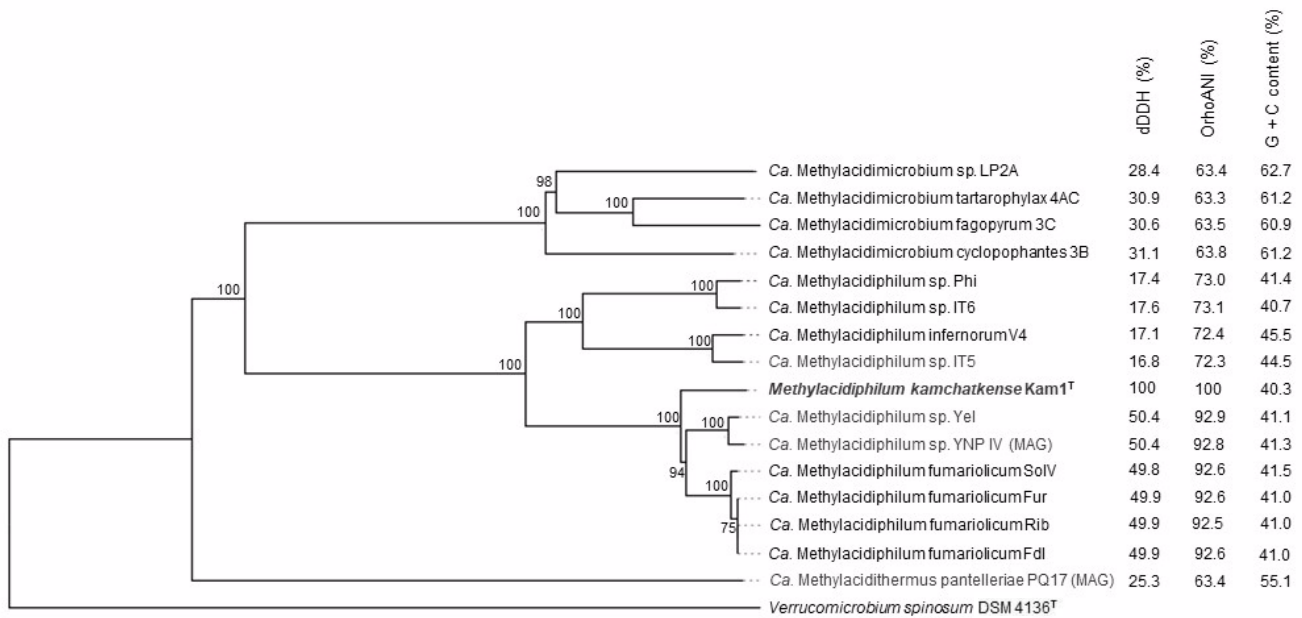 dDDH (%)
OrhoANI (%)
G + C content (%)
Ca. Methylacidimicrobium sp. LP2A 28.4 63.4 62.7
98
Ca. Methylacidimicrobium tartarophylax 4AC 30.9 63.3 61.2
100
100
Ca. Methylacidimicrobium fagopyrum 3C 30.6 63.5 60.9
Ca. Methylacidimicrobium cyclopophantes 3B 31.1 63.8 61.2
Ca. Methylacidiphilum sp. Phi 17.4 73.0 41.4
100
100
Ca. Methylacidiphilum sp. IT6 17.6 73.1 40.7
100
Ca. Methylacidiphilum infernorum V4 17.1 72.4 45.5
100
Ca. Methylacidiphilum sp. IT5 16.8 72.3 44.5
100
Methylacidiphilum kamchatkense Kam1ᵀ 100 100 40.3
100
Ca. Methylacidiphilum sp. Yel 50.4 92.9 41.1
100
Ca. Methylacidiphilum sp. YNP IV (MAG) 50.4 92.8 41.3
94
Ca. Methylacidiphilum fumariolicum SolV 49.8 92.6 41.5
100
Ca. Methylacidiphilum fumariolicum Fur 49.9 92.6 41.0
75
Ca. Methylacidiphilum fumariolicum Rib 49.9 92.5 41.0
Ca. Methylacidiphilum fumariolicum Fdl 49.9 92.6 41.0
Ca. Methylacidithermus pantelleriae PQ17 (MAG) 25.3 63.4 55.1
Verrucomicrobium spinosum DSM 4136ᵀ